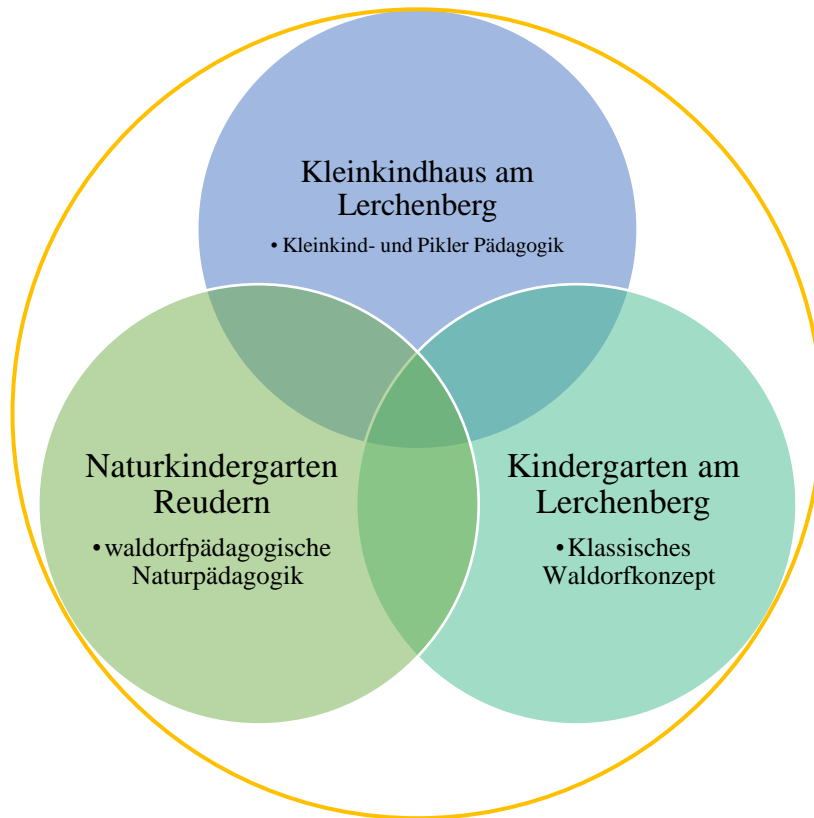 Kleinkindhaus am
Lerchenberg
• Kleinkind- und Pikler Pädagogik
Naturkindergarten
Reudern
• waldorfpädagogische
Naturpädagogik
Kindergarten am
Lerchenberg
• Klassisches
Waldorfkonzept